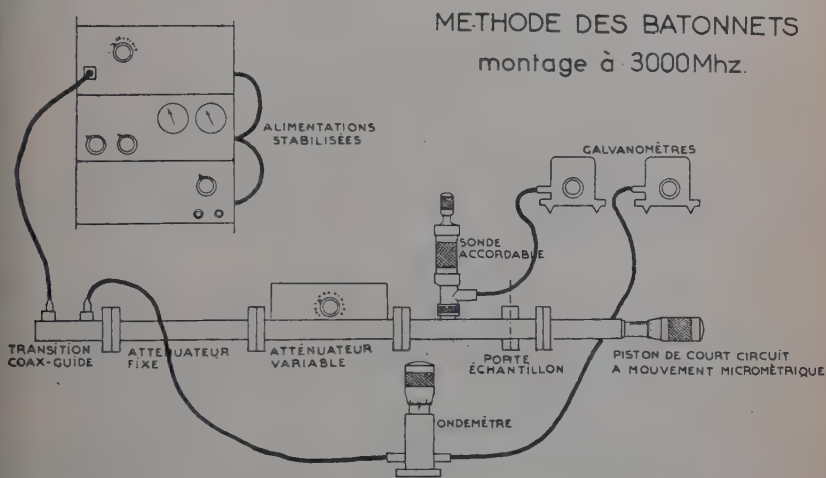 METHODE DES BATONNETS
montage à 3000Mhz.
ALIMENTATIONS
STABILISÉES
GALVANOMÈTRES
SONDE
ACCORDABLE
TRANSITION
COAX-GUIDE
ATTÉNUATEUR
FIXE
ATTÉNUATEUR
VARIABLE
PORTE
ÉCHANTILLON
PISTON DE COURT CIRCUIT
A MOUVEMENT MICROMÉTRIQUE
ONDEMÈTRE